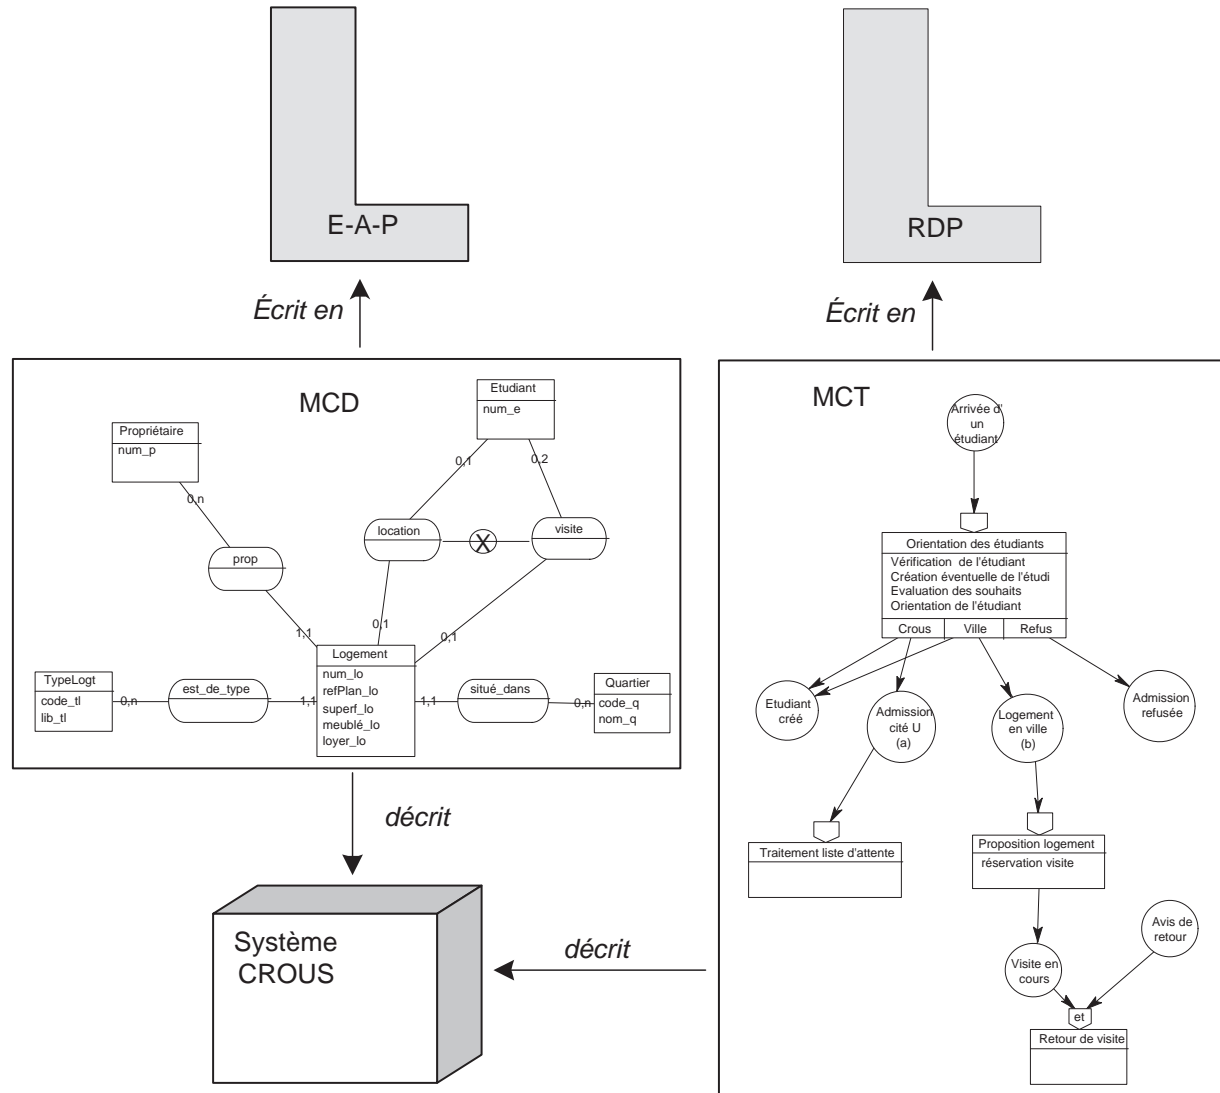 E-A-P
RDP
Écrit en
Écrit en
MCD
Etudiant
num_e
Propriétaire
num_p
0,n
0,1
0,2
location
X
visite
prop
1,1
0,1
0,1
Logement
num_lo
refPlan_lo
superf_lo
meublé_lo
loyer_lo
TypeLogt
code_tl
lib_tl
0,n
est_de_type
1,1
1,1
situé_dans
0,n
Quartier
code_q
nom_q
MCT
Arrivée d'
un
étudiant
Orientation des étudiants
Vérification de l'étudiant
Création éventuelle de l'étudi
Evaluation des souhaits
Orientation de l'étudiant
Crous
Ville
Refus
Etudiant
créé
Admission
cité U
(a)
Logement
en ville
(b)
Admission
refusée
Traitement liste d'attente
Proposition logement
réservation visite
Avis de
retour
Visite en
cours
et
Retour de visite
décrit
Système
CROUS
décrit